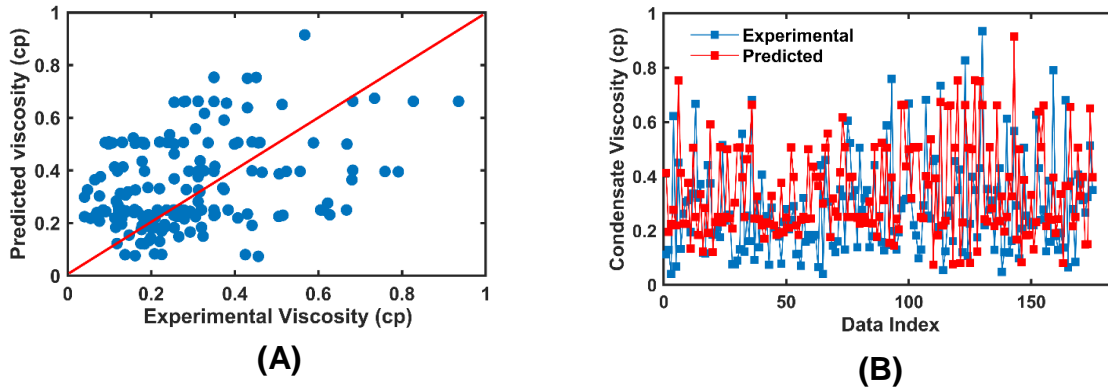 Predicted viscosity (cp)
1
0.8
0.6
0.4
0.2
0
0 0.2 0.4 0.6 0.8 1
Experimental Viscosity (cp)
(A)
Condensate Viscosity (cp)
1
0.8
0.6
0.4
0.2
0
Experimental
Predicted
0 50 100 150
Data Index
(B)